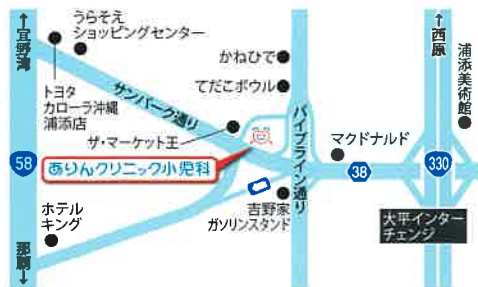 ↑
宜野湾
うらそえ
ショッピングセンター
トヨタ
カローラ沖縄
浦添店
サンパーク通り
かねひで
てだこボウル
ザ・マーケット王
ありんクリニック小児科
58
ホテル
キング
那覇
↓
パイプライン通り
吉野家
ガソリンスタンド
マクドナルド
38
↑
西原
浦添美術館
330
大平インター
チェンジ